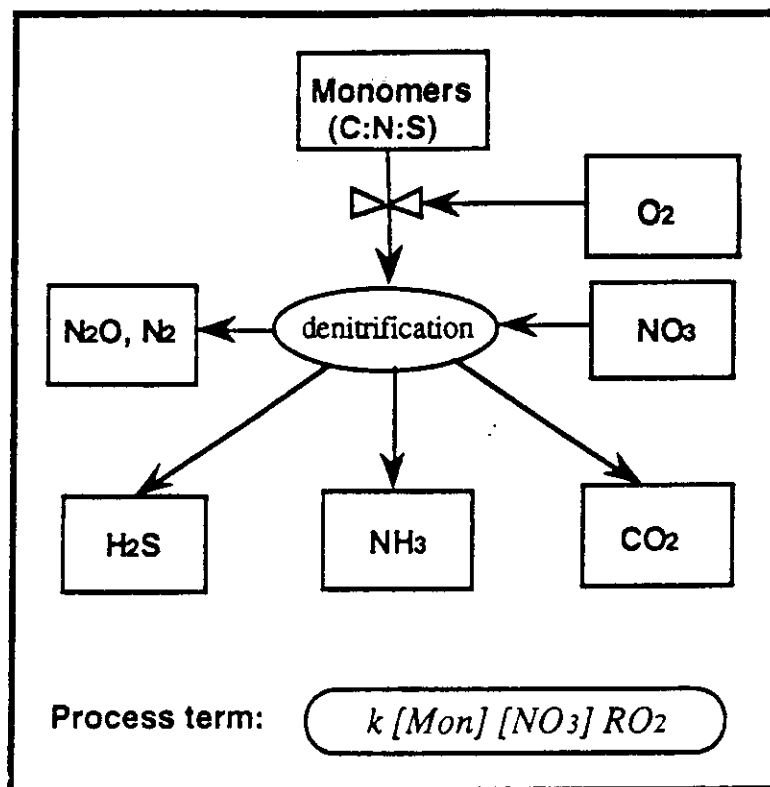 Monomers
(C:N:S)
O₂
N₂O, N₂
denitrification
NO₃
H₂S
NH₃
CO₂
Process term:
k [Mon] [NO₃] RO₂